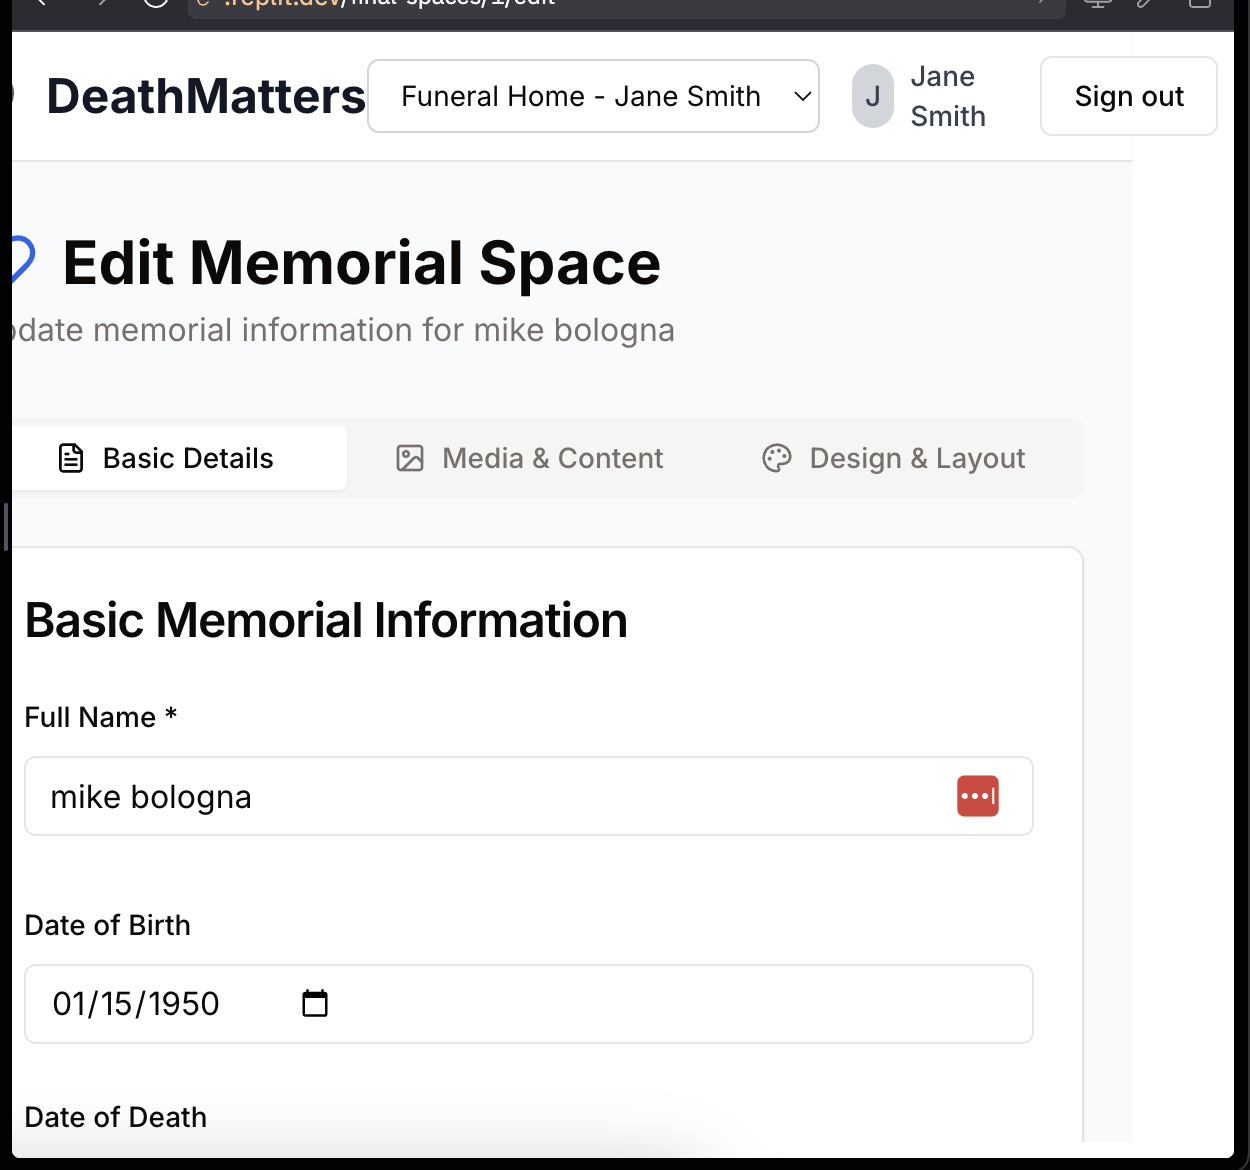 .replit.dev/final-spaces/1/edit
DeathMatters
Funeral Home - Jane Smith
J
Jane
Smith
Sign out
Edit Memorial Space
pdate memorial information for mike bologna
Basic Details
Media & Content
Design & Layout
Basic Memorial Information
Full Name *
mike bologna
Date of Birth
01/15/1950
Date of Death